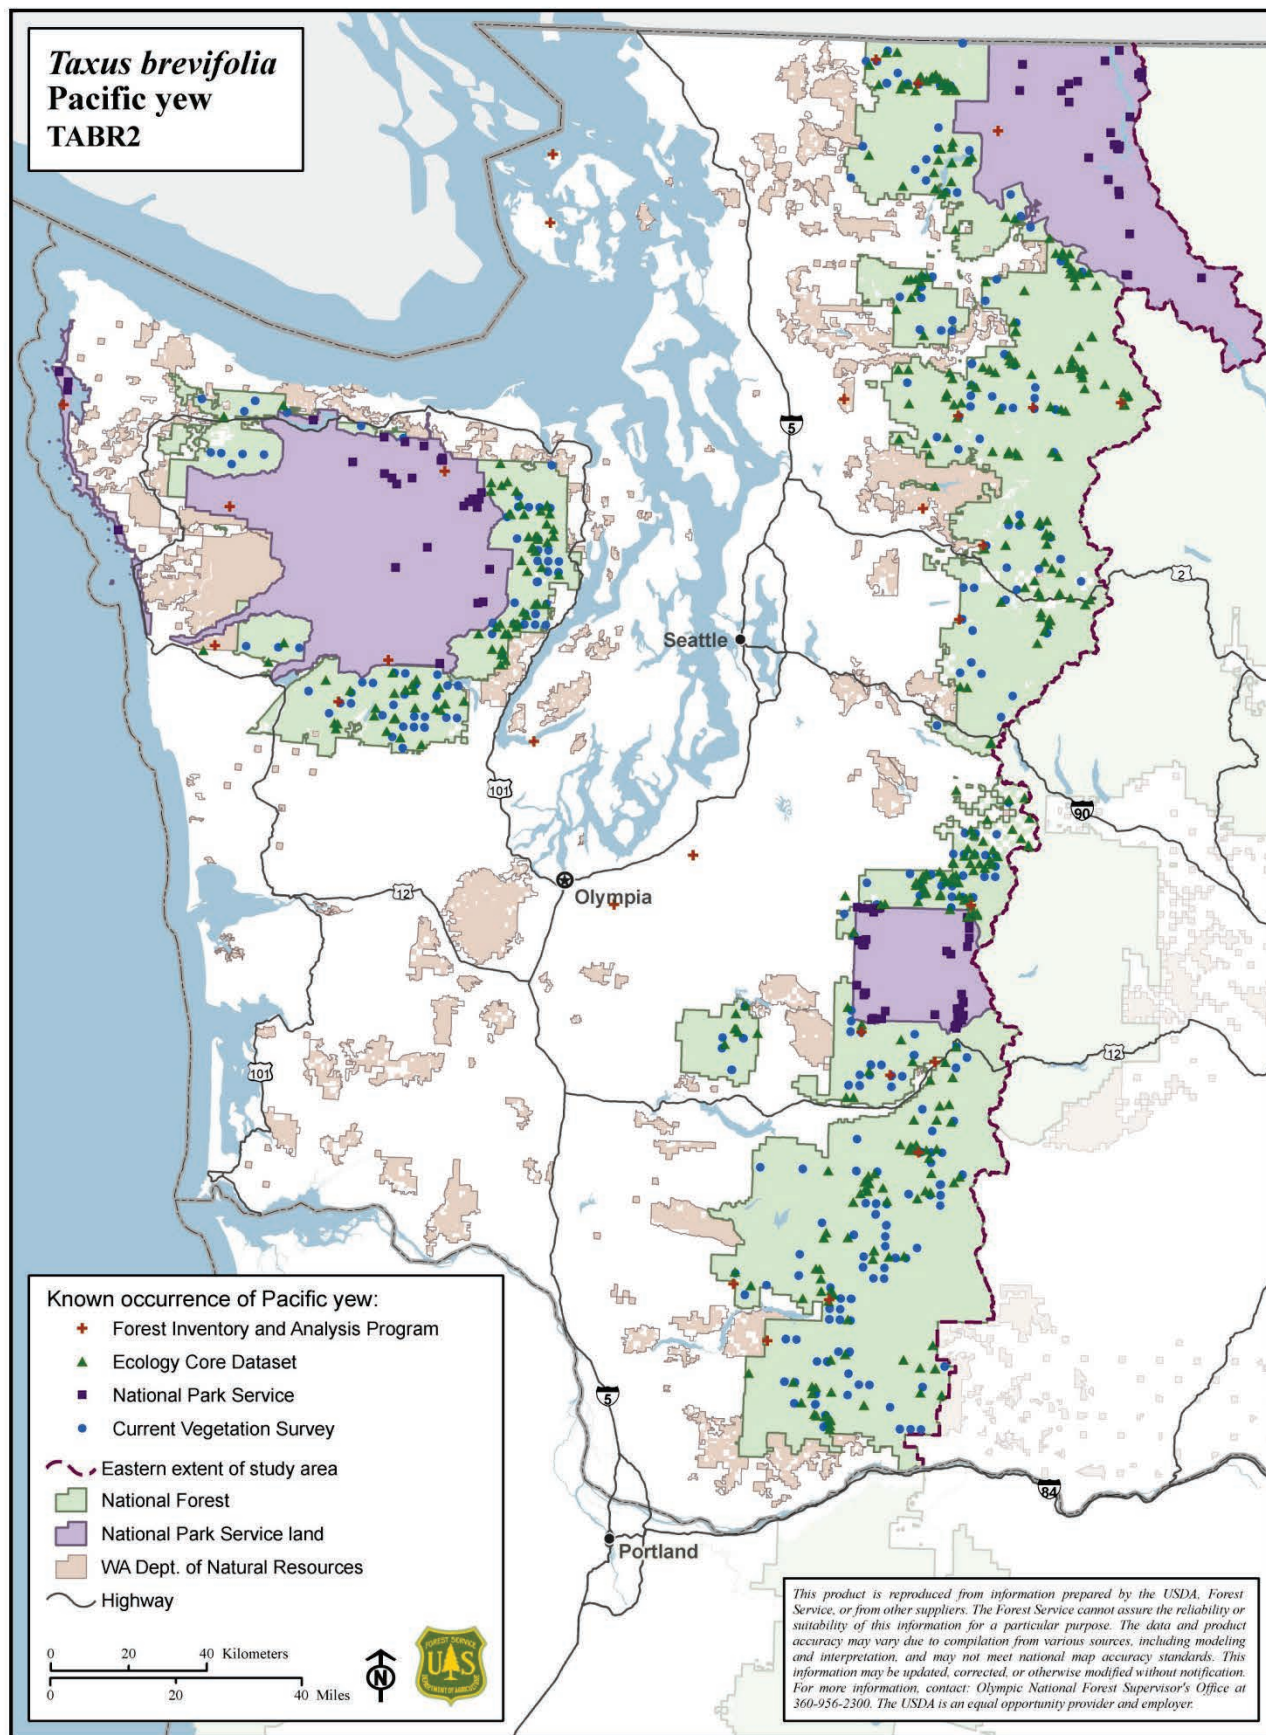 Taxus brevifolia
Pacific yew
TABR2
5
2
Seattle
101
90
12
Olympia
12
101
Known occurrence of Pacific yew:
Forest Inventory and Analysis Program
Ecology Core Dataset
National Park Service
Current Vegetation Survey
Eastern extent of study area
National Forest
National Park Service land
WA Dept. of Natural Resources
Highway
5
84
Portland
0 20 40 Kilometers
0 20 40 Miles
N
FOREST SERVICE
U S
DEPARTMENT OF AGRICULTURE
This product is reproduced from information prepared by the USDA, Forest
Service, or from other suppliers. The Forest Service cannot assure the reliability or
suitability of this information for a particular purpose. The data and product
accuracy may vary due to compilation from various sources, including modeling
and interpretation, and may not meet national map accuracy standards. This
information may be updated, corrected, or otherwise modified without notification.
For more information, contact: Olympic National Forest Supervisor's Office at
360-956-2300. The USDA is an equal opportunity provider and employer.